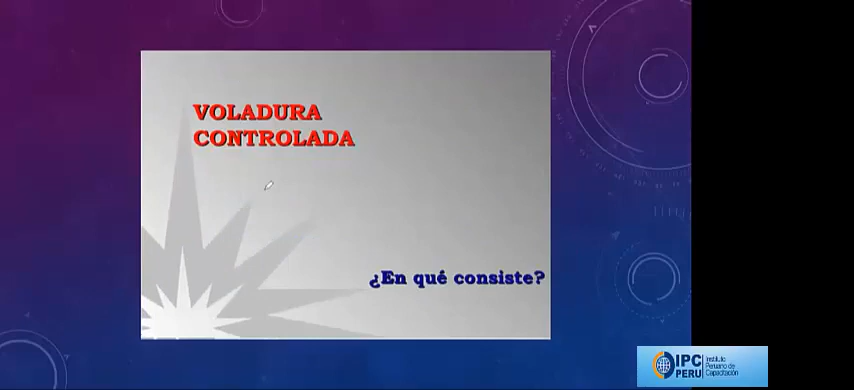 VOLADURA
CONTROLADA
¿En qué consiste?
IPC
PERU
Instituto
Peruano de
Capacitación